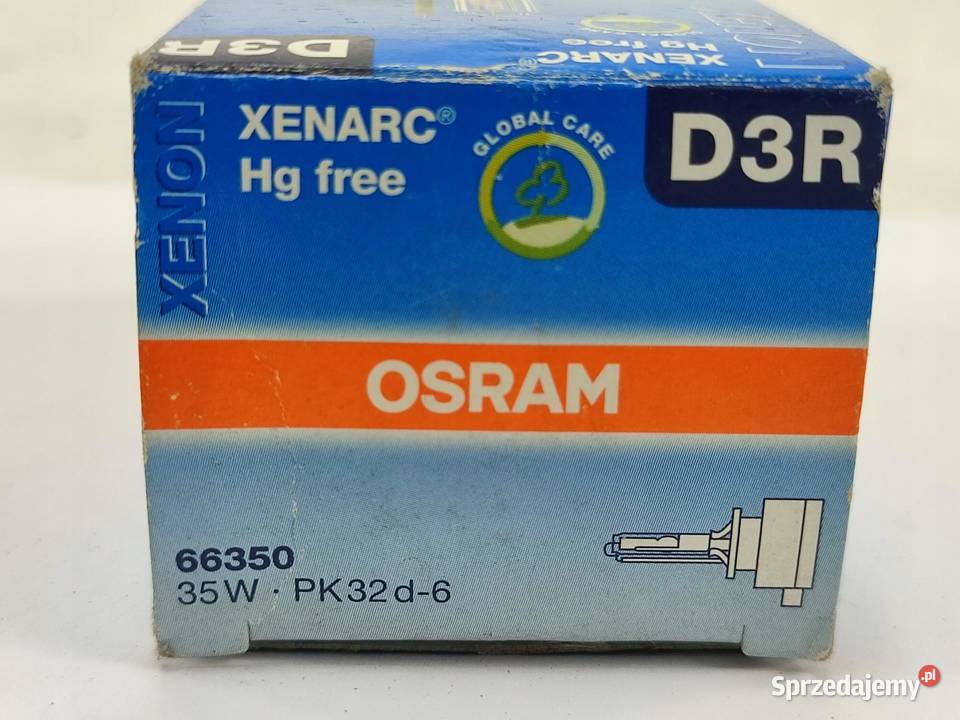 D3R
XENARC®
Hg free
XENON
XENARC®
Hg free
GLOBAL CARE
D3R
OSRAM
66350
35W · PK32d-6
Sprzedajemy.pl